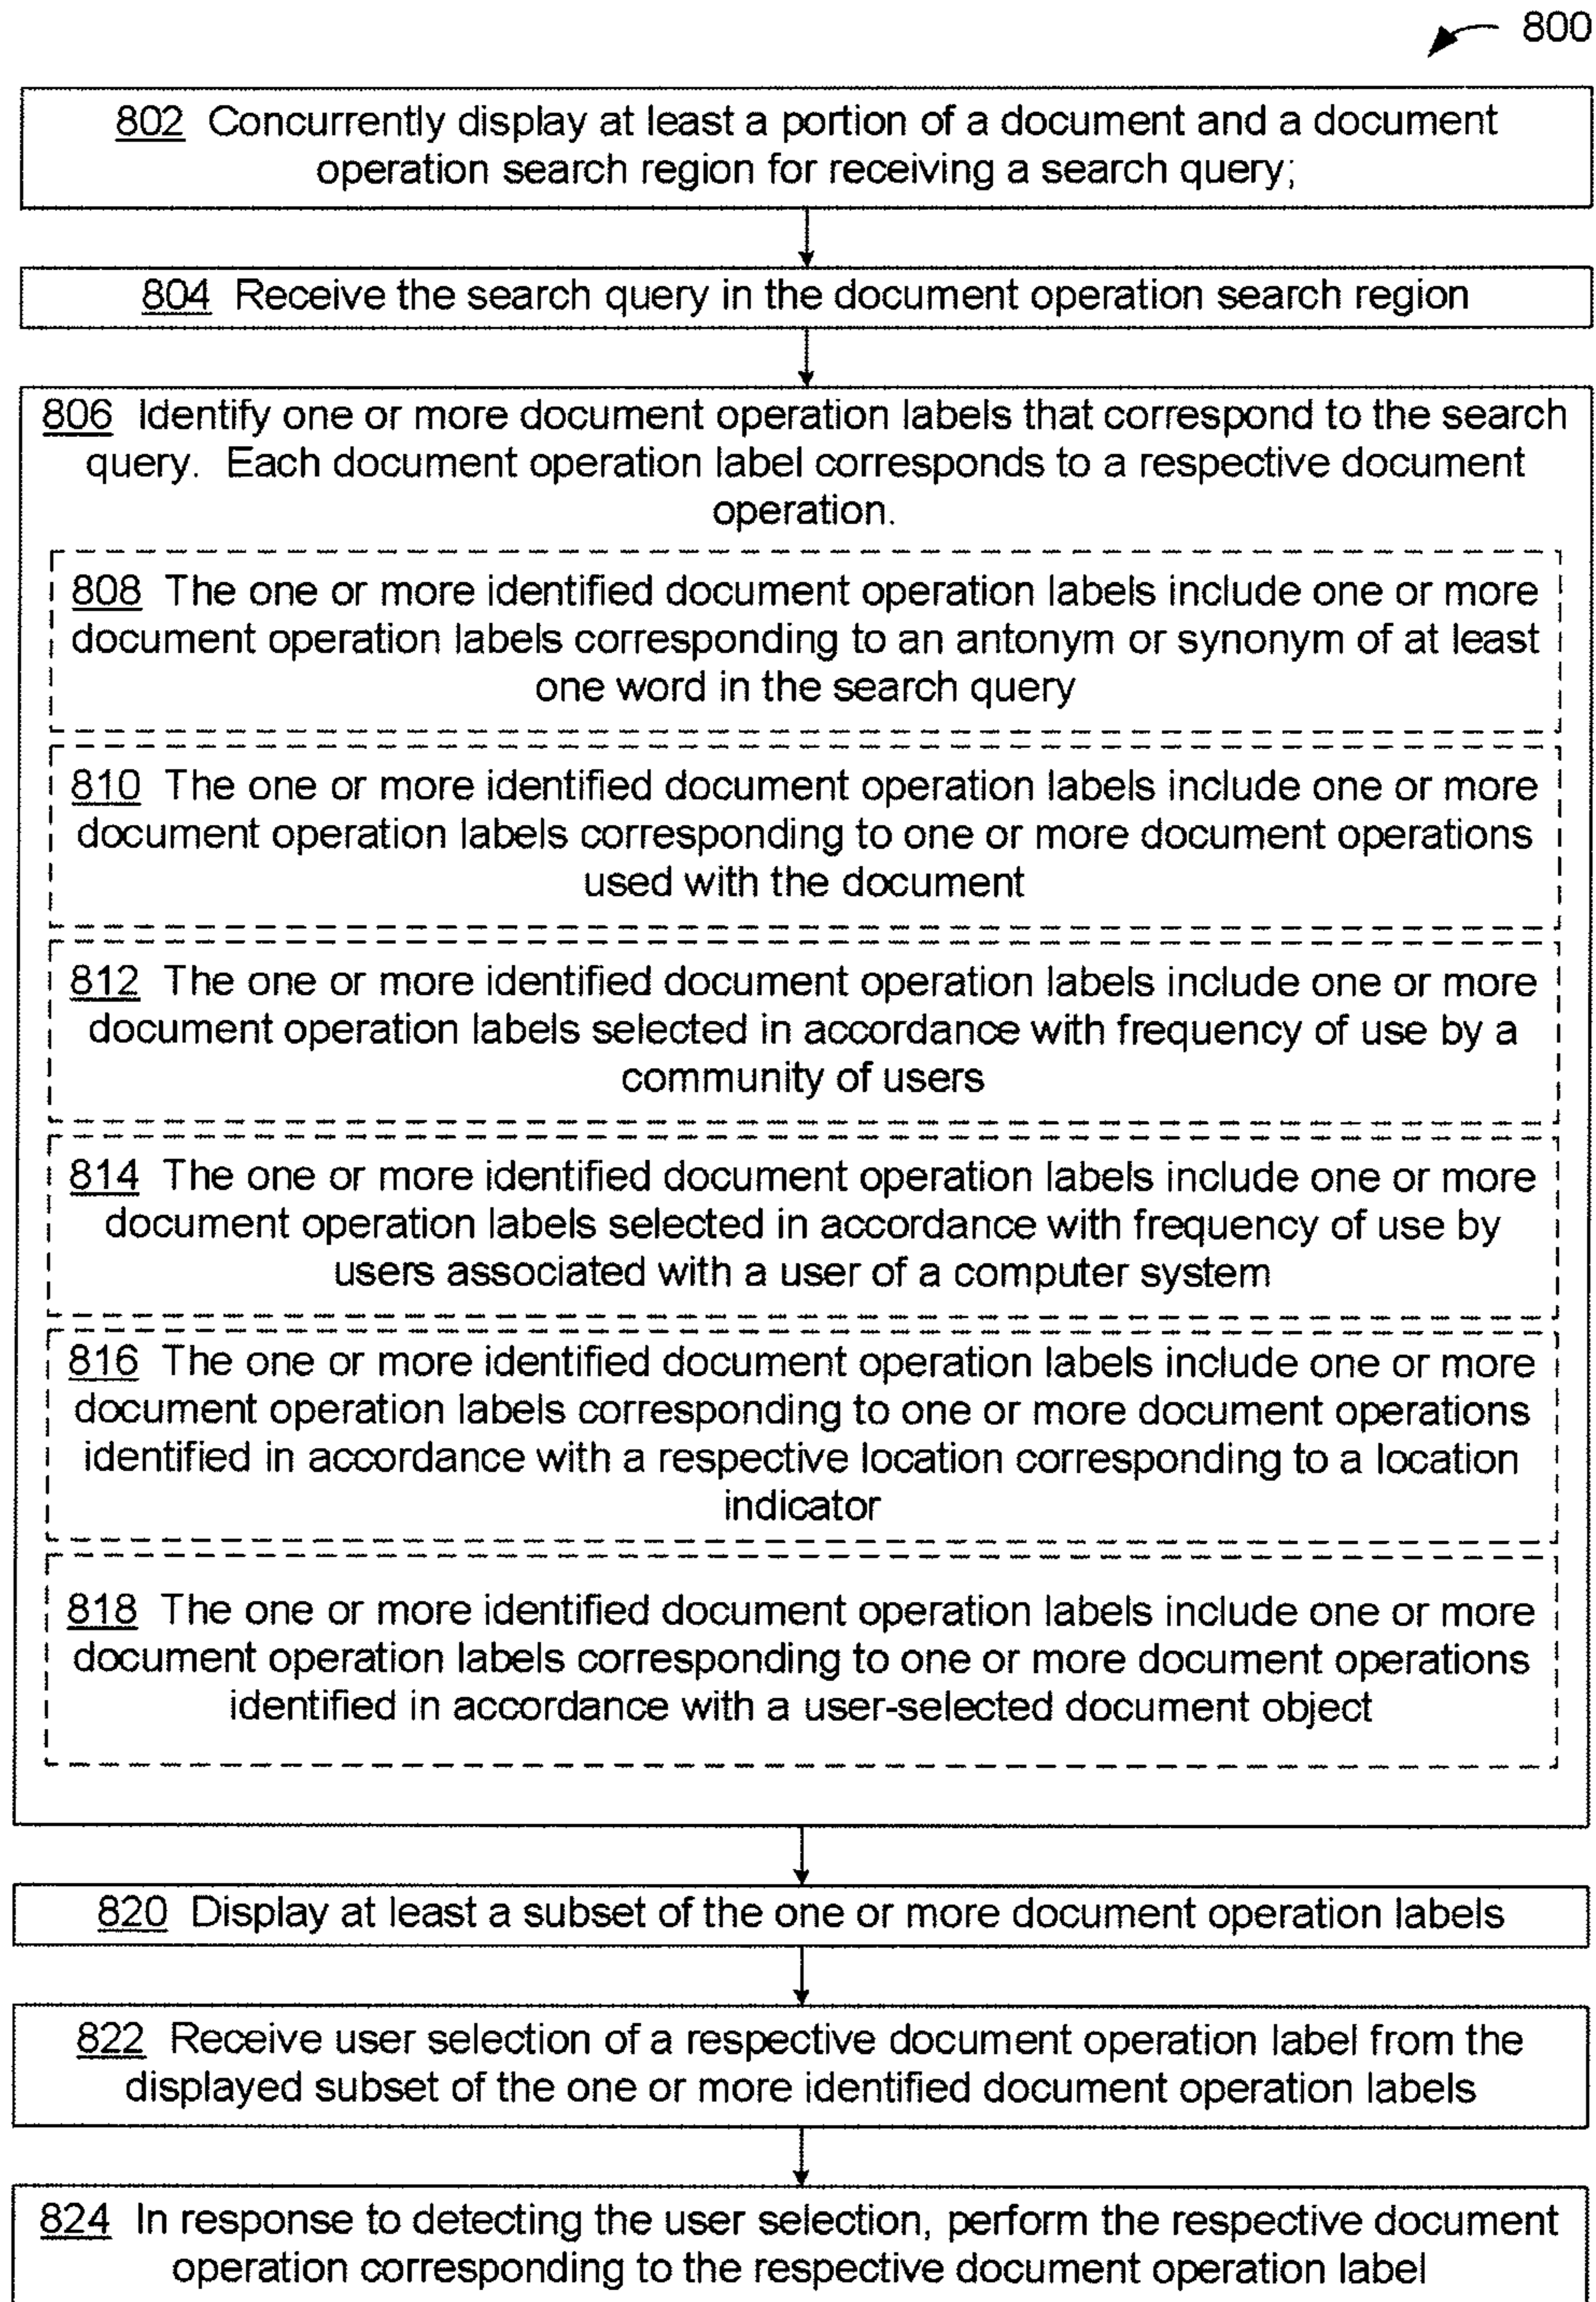 800
802 Concurrently display at least a portion of a document and a document
operation search region for receiving a search query;
804 Receive the search query in the document operation search region
806 Identify one or more document operation labels that correspond to the search
query. Each document operation label corresponds to a respective document
operation.
808 The one or more identified document operation labels include one or more
document operation labels corresponding to an antonym or synonym of at least
one word in the search query
810 The one or more identified document operation labels include one or more
document operation labels corresponding to one or more document operations
used with the document
812 The one or more identified document operation labels include one or more
document operation labels selected in accordance with frequency of use by a
community of users
814 The one or more identified document operation labels include one or more
document operation labels selected in accordance with frequency of use by
users associated with a user of a computer system
816 The one or more identified document operation labels include one or more
document operation labels corresponding to one or more document operations
identified in accordance with a respective location corresponding to a location
indicator
818 The one or more identified document operation labels include one or more
document operation labels corresponding to one or more document operations
identified in accordance with a user-selected document object
820 Display at least a subset of the one or more document operation labels
822 Receive user selection of a respective document operation label from the
displayed subset of the one or more identified document operation labels
824 In response to detecting the user selection, perform the respective document
operation corresponding to the respective document operation label